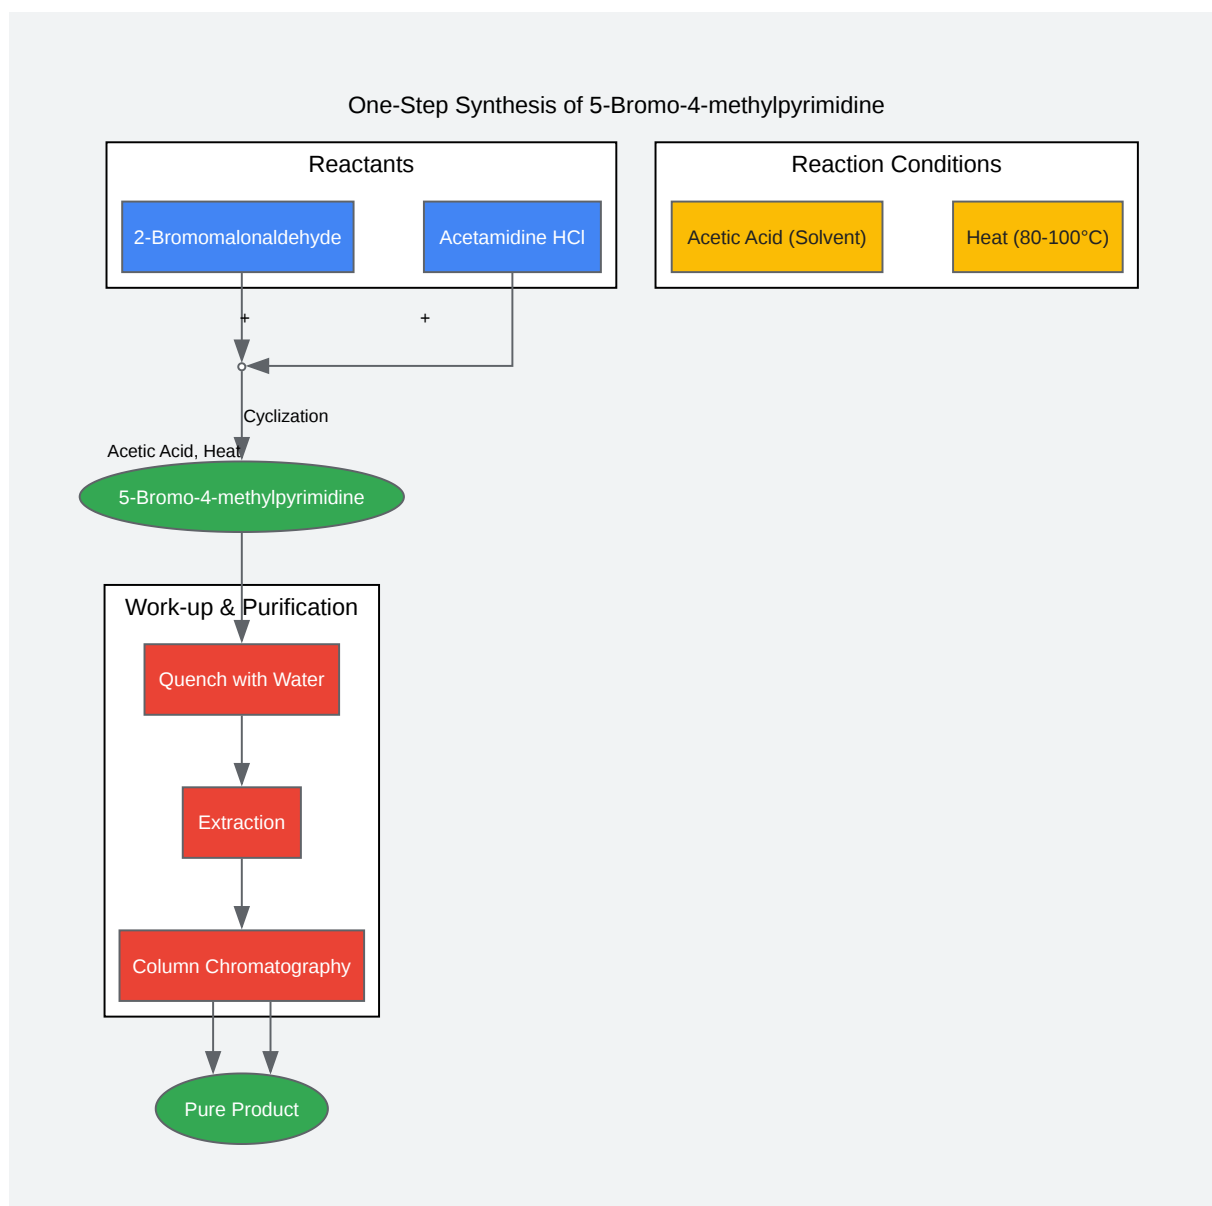 One-Step Synthesis of 5-Bromo-4-methylpyrimidine
Reactants
Reaction Conditions
2-Bromomalonaldehyde
Acetamidine HCl
Acetic Acid (Solvent)
Heat (80-100°C)
+
+
Cyclization
Acetic Acid, Heat
5-Bromo-4-methylpyrimidine
Work-up & Purification
Quench with Water
Extraction
Column Chromatography
Pure Product